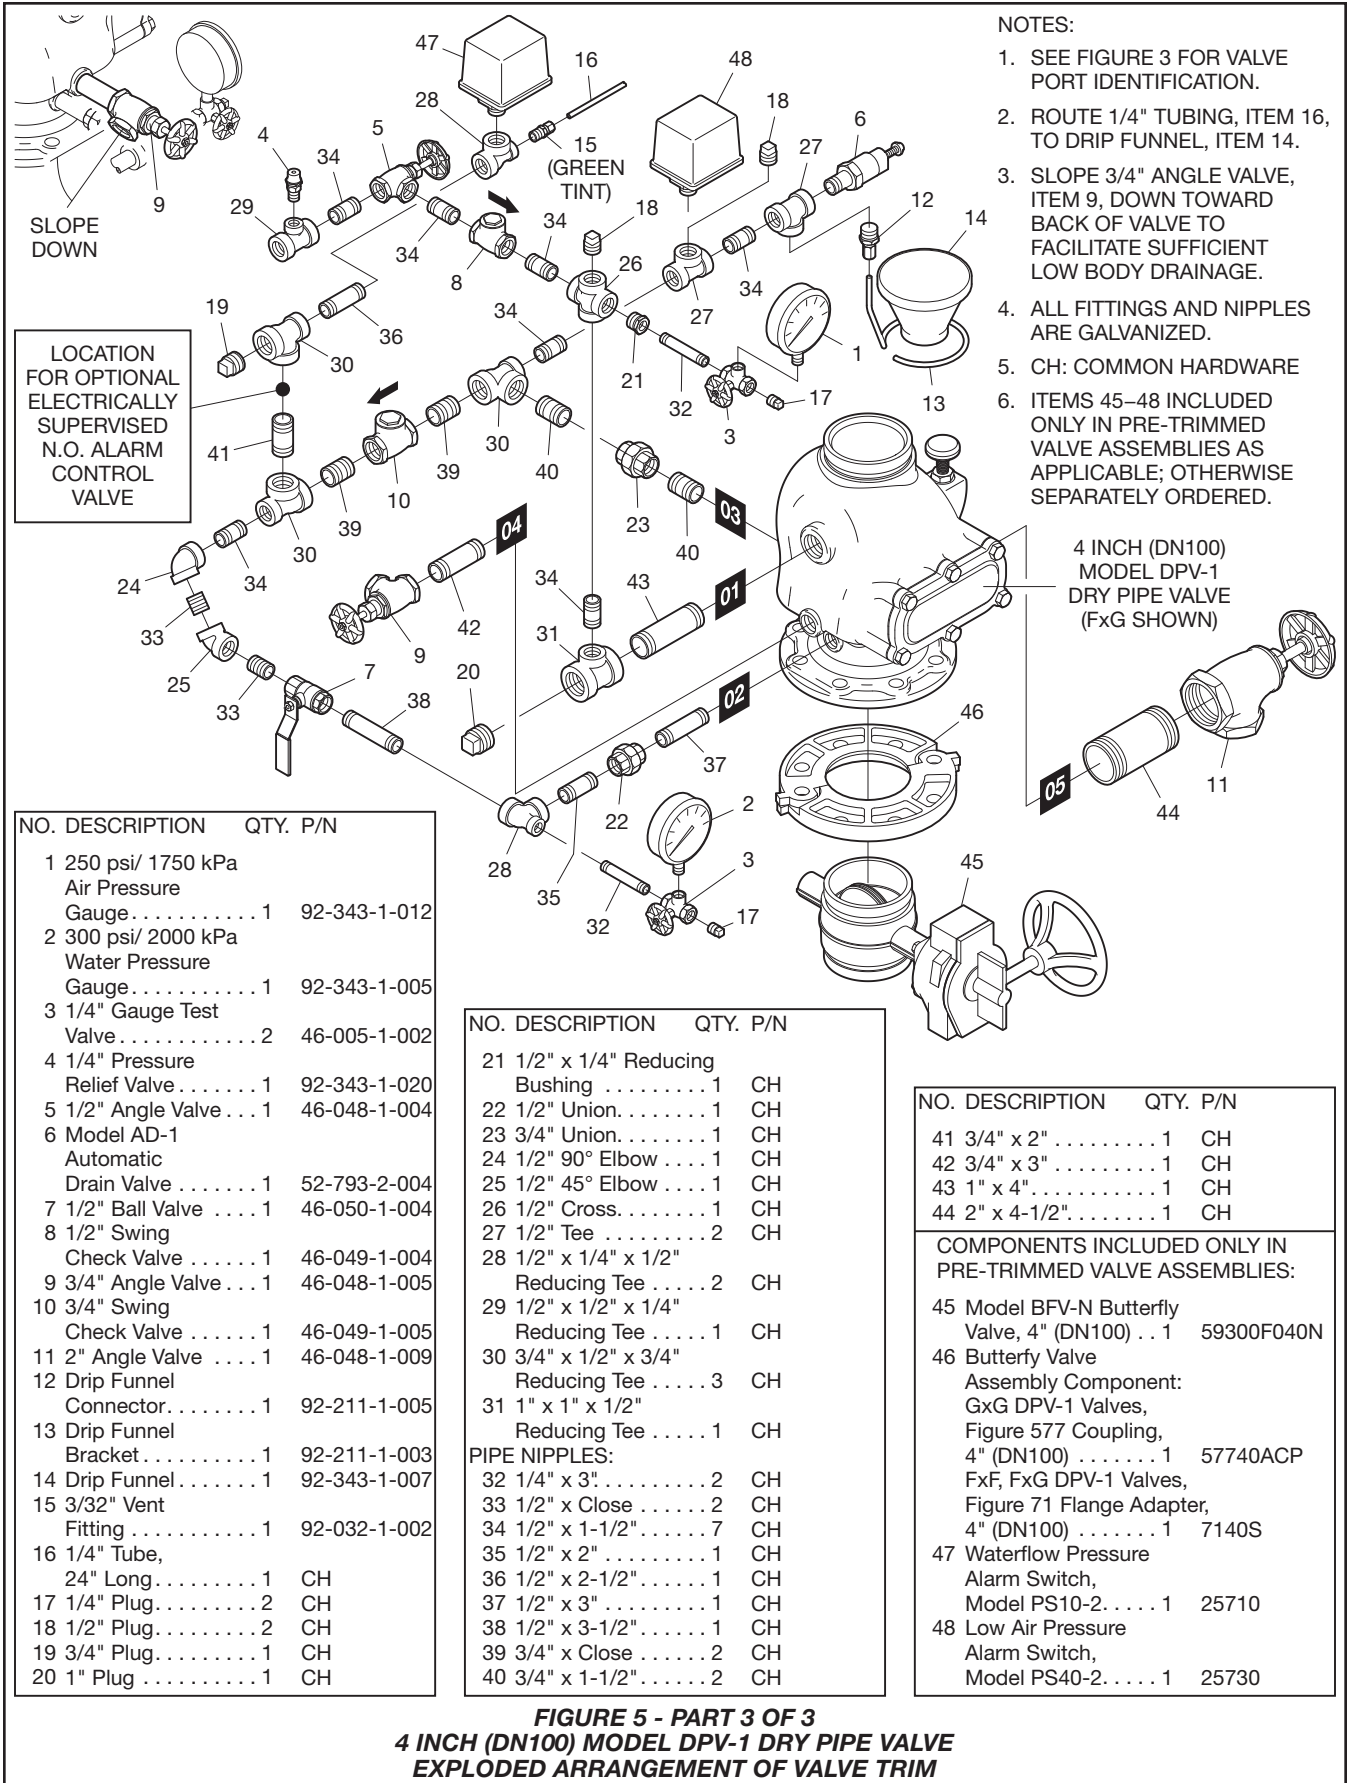 47
16
48
28
18
6
4
5
34
15
(GREEN
TINT)
27
9
29
18
34
12
14
SLOPE
DOWN
34
26
8
34
27
19
34
36
21
1
LOCATION
FOR OPTIONAL
ELECTRICALLY
SUPERVISED
N.O. ALARM
CONTROL
VALVE
30
32
17
13
3
41
30
39
40
10
03
23
39
04
40
30
34
24
34
43
01
33
42
9
31
25
7
20
33
38
02
46
37
05
11
44
2
22
28
3
45
35
32
17
4 INCH (DN100)
MODEL DPV-1
DRY PIPE VALVE
(FxG SHOWN)
NOTES:
1. SEE FIGURE 3 FOR VALVE
PORT IDENTIFICATION.
2. ROUTE 1/4" TUBING, ITEM 16,
TO DRIP FUNNEL, ITEM 14.
3. SLOPE 3/4" ANGLE VALVE,
ITEM 9, DOWN TOWARD
BACK OF VALVE TO
FACILITATE SUFFICIENT
LOW BODY DRAINAGE.
4. ALL FITTINGS AND NIPPLES
ARE GALVANIZED.
5. CH: COMMON HARDWARE
6. ITEMS 45–48 INCLUDED
ONLY IN PRE-TRIMMED
VALVE ASSEMBLIES AS
APPLICABLE; OTHERWISE
SEPARATELY ORDERED.
NO. DESCRIPTION QTY. P/N
1 250 psi/ 1750 kPa
Air Pressure
Gauge . . . . . . . . . . . 1 92-343-1-012
2 300 psi/ 2000 kPa
Water Pressure
Gauge . . . . . . . . . . . 1 92-343-1-005
3 1/4" Gauge Test
Valve . . . . . . . . . . . . 2 46-005-1-002
4 1/4" Pressure
Relief Valve . . . . . . . 1 92-343-1-020
5 1/2" Angle Valve . . . 1 46-048-1-004
6 Model AD-1
Automatic
Drain Valve . . . . . . . 1 52-793-2-004
7 1/2" Ball Valve . . . . 1 46-050-1-004
8 1/2" Swing
Check Valve . . . . . . 1 46-049-1-004
9 3/4" Angle Valve . . . 1 46-048-1-005
10 3/4" Swing
Check Valve . . . . . . 1 46-049-1-005
11 2" Angle Valve . . . . 1 46-048-1-009
12 Drip Funnel
Connector. . . . . . . . 1 92-211-1-005
13 Drip Funnel
Bracket . . . . . . . . . . 1 92-211-1-003
14 Drip Funnel . . . . . . . 1 92-343-1-007
15 3/32" Vent
Fitting . . . . . . . . . . . 1 92-032-1-002
16 1/4" Tube,
24" Long . . . . . . . . . 1 CH
17 1/4" Plug. . . . . . . . . 2 CH
18 1/2" Plug. . . . . . . . . 2 CH
19 3/4" Plug. . . . . . . . . 1 CH
20 1" Plug . . . . . . . . . . 1 CH
NO. DESCRIPTION QTY. P/N
21 1/2" x 1/4" Reducing
Bushing . . . . . . . . . 1 CH
22 1/2" Union. . . . . . . . 1 CH
23 3/4" Union. . . . . . . . 1 CH
24 1/2" 90° Elbow . . . . 1 CH
25 1/2" 45° Elbow . . . . 1 CH
26 1/2" Cross. . . . . . . . 1 CH
27 1/2" Tee . . . . . . . . . 2 CH
28 1/2" x 1/4" x 1/2"
Reducing Tee . . . . . 2 CH
29 1/2" x 1/2" x 1/4"
Reducing Tee . . . . . 1 CH
30 3/4" x 1/2" x 3/4"
Reducing Tee . . . . . 3 CH
31 1" x 1" x 1/2"
Reducing Tee . . . . . 1 CH
PIPE NIPPLES:
32 1/4" x 3". . . . . . . . . 2 CH
33 1/2" x Close . . . . . . 2 CH
34 1/2" x 1-1/2". . . . . . 7 CH
35 1/2" x 2" . . . . . . . . . 1 CH
36 1/2" x 2-1/2". . . . . . 1 CH
37 1/2" x 3" . . . . . . . . . 1 CH
38 1/2" x 3-1/2". . . . . . 1 CH
39 3/4" x Close . . . . . . 2 CH
40 3/4" x 1-1/2". . . . . . 2 CH
NO. DESCRIPTION QTY. P/N
41 3/4" x 2" . . . . . . . . . 1 CH
42 3/4" x 3" . . . . . . . . . 1 CH
43 1" x 4". . . . . . . . . . . 1 CH
44 2" x 4-1/2". . . . . . . . 1 CH
COMPONENTS INCLUDED ONLY IN
PRE-TRIMMED VALVE ASSEMBLIES:
45 Model BFV-N Butterfly
Valve, 4" (DN100) . . 1 59300F040N
46 Butterfy Valve
Assembly Component:
GxG DPV-1 Valves,
Figure 577 Coupling,
4" (DN100) . . . . . . . 1 57740ACP
FxF, FxG DPV-1 Valves,
Figure 71 Flange Adapter,
4" (DN100) . . . . . . . 1 7140S
47 Waterflow Pressure
Alarm Switch,
Model PS10-2. . . . . 1 25710
48 Low Air Pressure
Alarm Switch,
Model PS40-2. . . . . 1 25730
FIGURE 5 - PART 3 OF 3
4 INCH (DN100) MODEL DPV-1 DRY PIPE VALVE
EXPLODED ARRANGEMENT OF VALVE TRIM